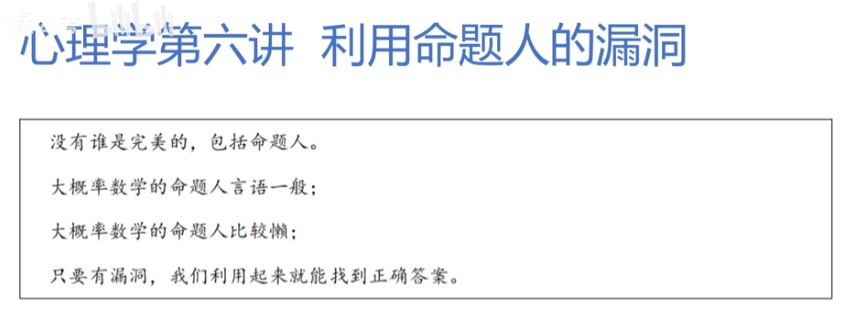 心理学第六讲 利用命题人的漏洞
没有谁是完美的，包括命题人。
大概率数学的命题人言语一般；
大概率数学的命题人比较懒；
只要有漏洞，我们利用起来就能找到正确答案。